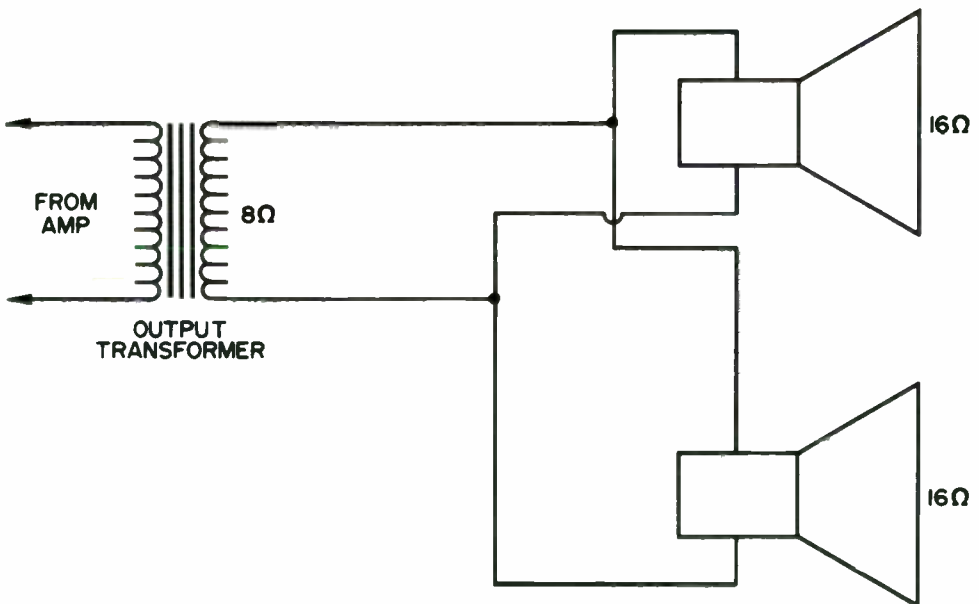 16Ω
FROM
AMP
8Ω
OUTPUT
TRANSFORMER
16Ω